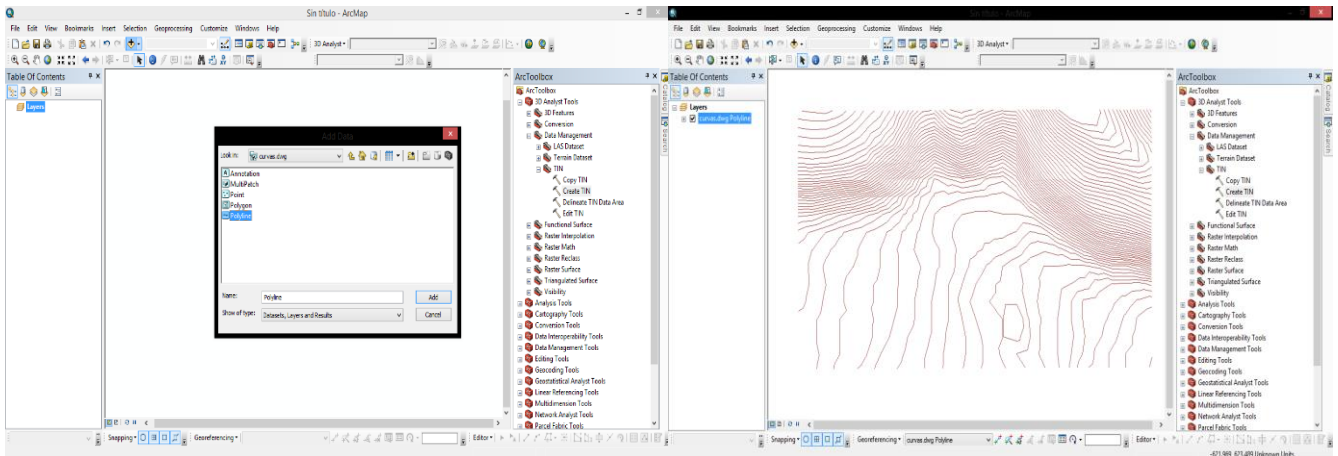 Sin título - ArcMap
File Edit View Bookmarks Insert Selection Geoprocessing Customize Windows Help
3D Analyst
Table Of Contents
Layers
Add Data
Look in: curvas.dwg
Annotation
MultiPatch
Point
Polygon
Polyline
Name: Polyline
Add
Show of type: Datasets, Layers and Results
Cancel
ArcToolbox
ArcToolbox
3D Analyst Tools
3D Features
Conversion
Data Management
LAS Dataset
Terrain Dataset
TIN
Copy TIN
Create TIN
Delineate TIN Data Area
Edit TIN
Functional Surface
Raster Interpolation
Raster Math
Raster Reclass
Raster Surface
Triangulated Surface
Visibility
Analysis Tools
Cartography Tools
Conversion Tools
Data Interoperability Tools
Data Management Tools
Editing Tools
Geocoding Tools
Geostatistical Analyst Tools
Linear Referencing Tools
Multidimension Tools
Network Analyst Tools
Parcel Fabric Tools
Catalog
Search
Snapping
Georeferencing
Editor
Sin título - ArcMap
File Edit View Bookmarks Insert Selection Geoprocessing Customize Windows Help
3D Analyst
Table Of Contents
Layers
curvas.dwg Polyline
ArcToolbox
ArcToolbox
3D Analyst Tools
3D Features
Conversion
Data Management
LAS Dataset
Terrain Dataset
TIN
Copy TIN
Create TIN
Delineate TIN Data Area
Edit TIN
Functional Surface
Raster Interpolation
Raster Math
Raster Reclass
Raster Surface
Triangulated Surface
Visibility
Analysis Tools
Cartography Tools
Conversion Tools
Data Interoperability Tools
Data Management Tools
Editing Tools
Geocoding Tools
Geostatistical Analyst Tools
Linear Referencing Tools
Multidimension Tools
Network Analyst Tools
Parcel Fabric Tools
Catalog
Search
Snapping
Georeferencing
curvas.dwg Polyline
Editor
-621,969 623,489 Unknown Units